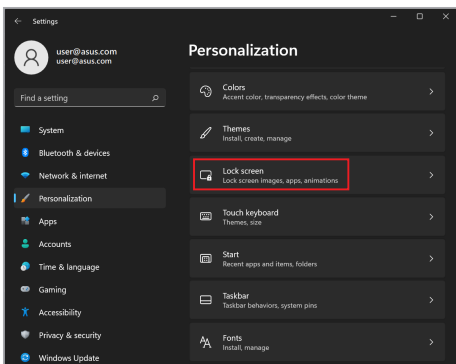 Settings
user@asus.com
user@asus.com
Find a setting
System
Bluetooth & devices
Network & internet
Personalization
Apps
Accounts
Time & language
Gaming
Accessibility
Privacy & security
Windows Update
Personalization
Colors
Accent color, transparency effects, color theme
Themes
Install, create, manage
Lock screen
Lock screen images, apps, animations
Touch keyboard
Themes, size
Start
Recent apps and items, folders
Taskbar
Taskbar behaviors, system pins
Fonts
Install, manage